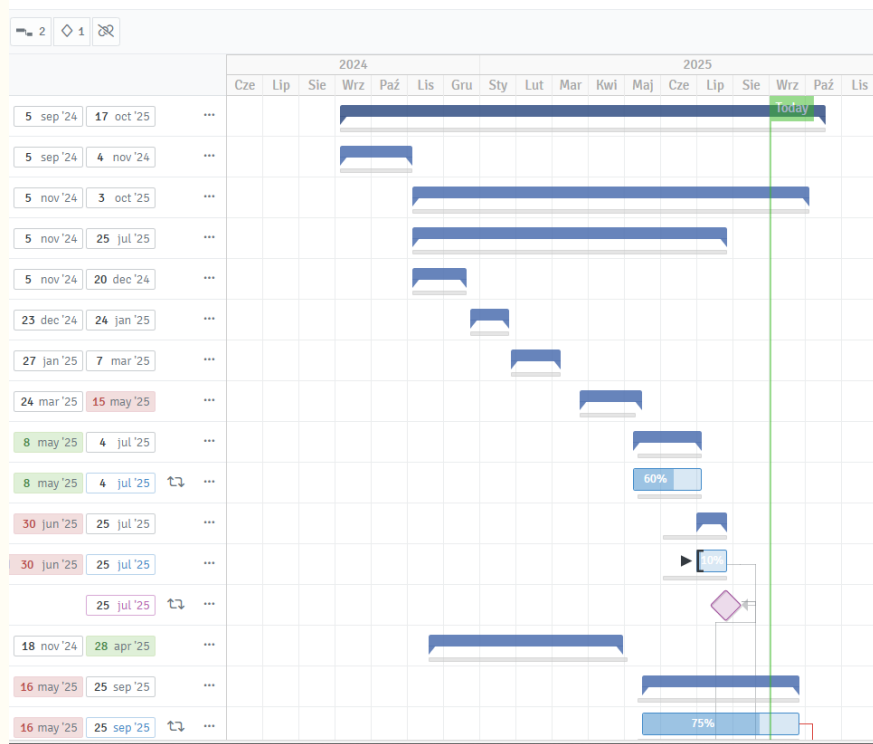 2 1
2024 2025
Cze Lip Sie Wrz Paź Lis Gru Sty Lut Mar Kwi Maj Cze Lip Sie Wrz Paź Lis
5 sep '24 17 oct '25 ... Today
5 sep '24 4 nov '24 ...
5 nov '24 3 oct '25 ...
5 nov '24 25 jul '25 ...
5 nov '24 20 dec '24 ...
23 dec '24 24 jan '25 ...
27 jan '25 7 mar '25 ...
24 mar '25 15 may '25 ...
8 may '25 4 jul '25 ...
8 may '25 4 jul '25 ... 60%
30 jun '25 25 jul '25 ...
30 jun '25 25 jul '25 ... 10%
25 jul '25 ...
18 nov '24 28 apr '25 ...
16 may '25 25 sep '25 ...
16 may '25 25 sep '25 ... 75%